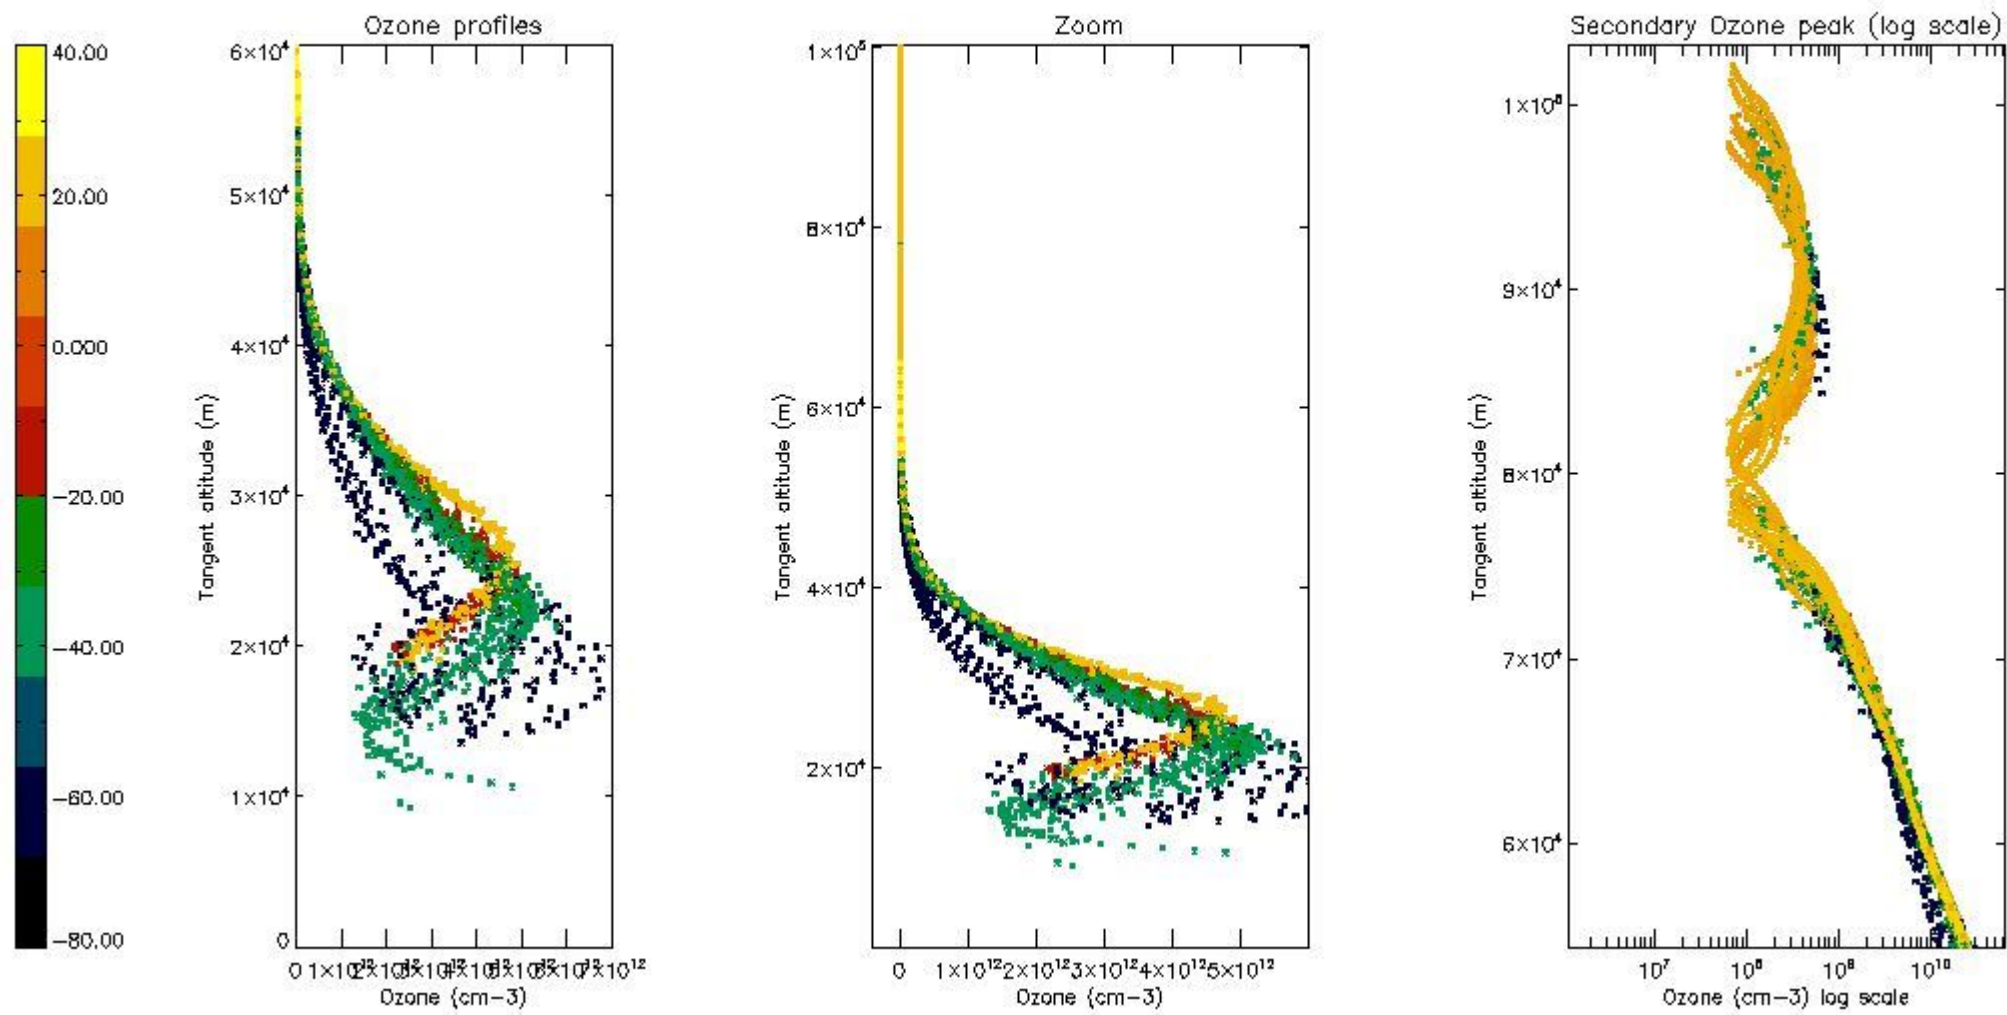 Ozone profiles
Zoom
Secondary Ozone peak (log scale)
40.00
20.00
0.000
-20.00
-40.00
-60.00
-80.00
6×10⁴
5×10⁴
4×10⁴
3×10⁴
2×10⁴
1×10⁴
0
Tangent altitude (m)
Ozone (cm-3)
1×10⁵
8×10⁴
6×10⁴
4×10⁴
2×10⁴
Tangent altitude (m)
0 1×10¹² 2×10¹² 3×10¹² 4×10¹² 5×10¹²
Ozone (cm-3)
9×10⁴
8×10⁴
7×10⁴
6×10⁴
Tangent altitude (m)
10⁷ 10⁸ 10⁹ 10¹⁰
Ozone (cm-3) log scale